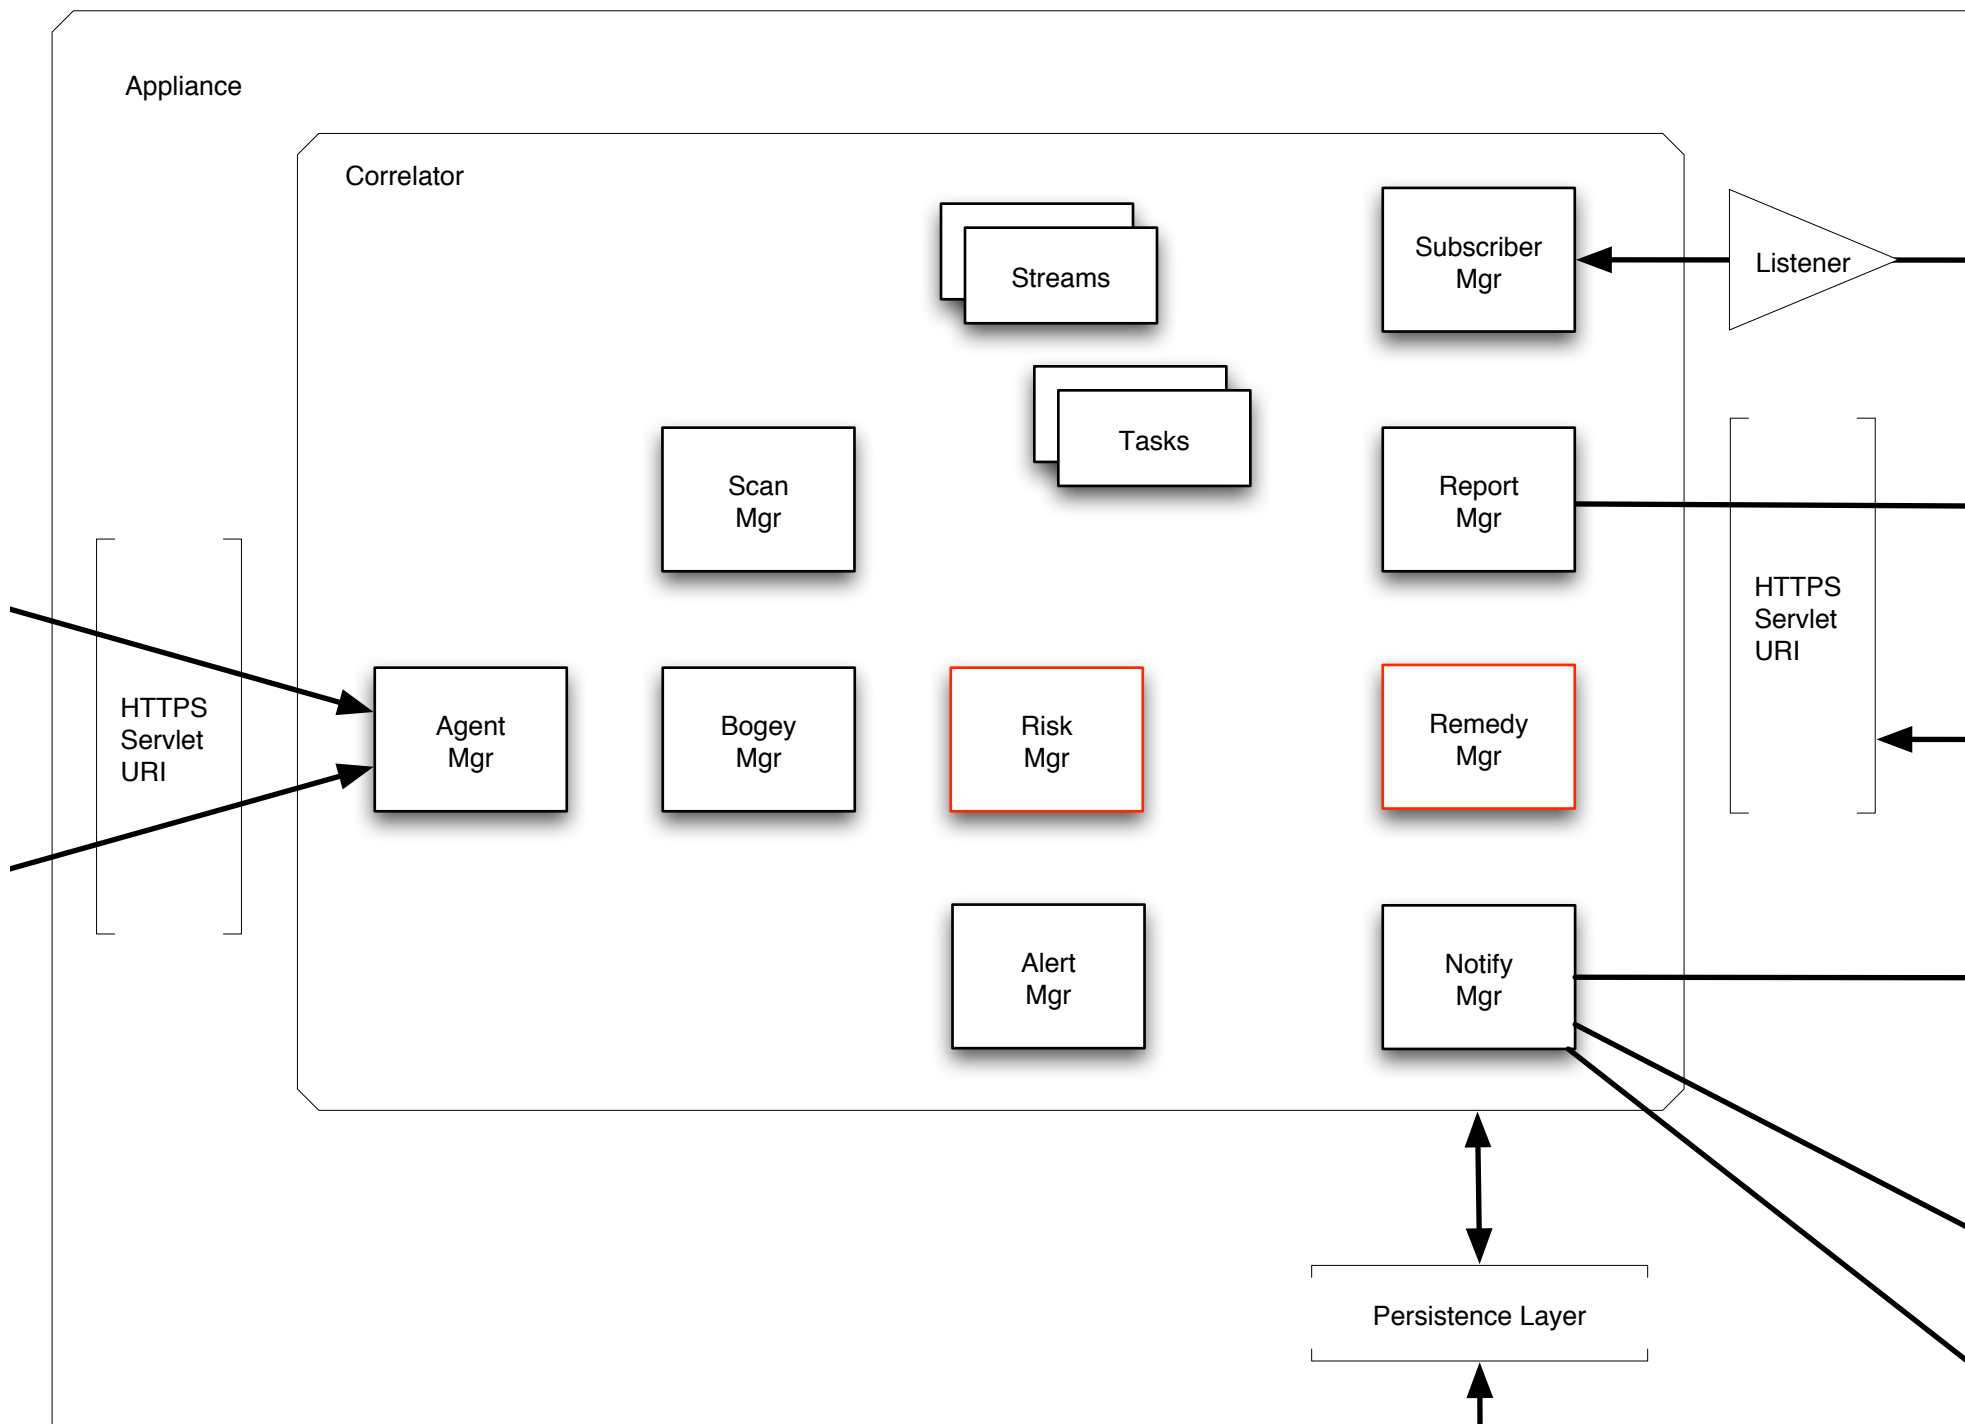 Appliance
Correlator
Streams
Subscriber
Mgr
Listener
Tasks
Scan
Mgr
Report
Mgr
HTTPS
Servlet
URI
HTTPS
Servlet
URI
Agent
Mgr
Bogey
Mgr
Risk
Mgr
Remedy
Mgr
Alert
Mgr
Notify
Mgr
Persistence Layer